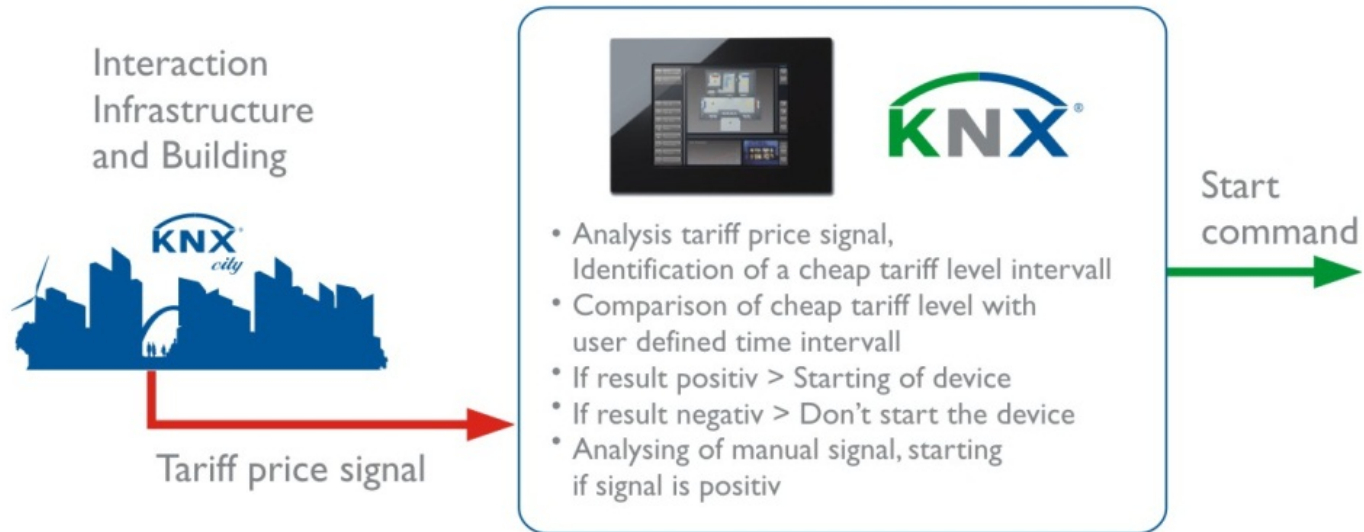 Interaction
Infrastructure
and Building
KNX
city
Tariff price signal
KNX®
• Analysis tariff price signal,
Identification of a cheap tariff level intervall
• Comparison of cheap tariff level with
user defined time intervall
• If result positiv > Starting of device
• If result negativ > Don't start the device
• Analysing of manual signal, starting
if signal is positiv
Start
command